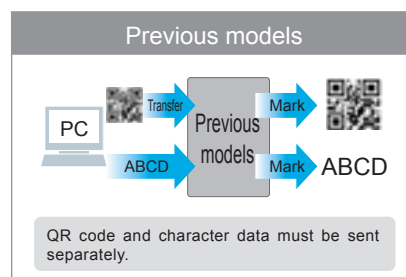 Previous models
Transfer
Mark
PC
Previous
models
ABCD
Mark
ABCD
QR code and character data must be sent
separately.